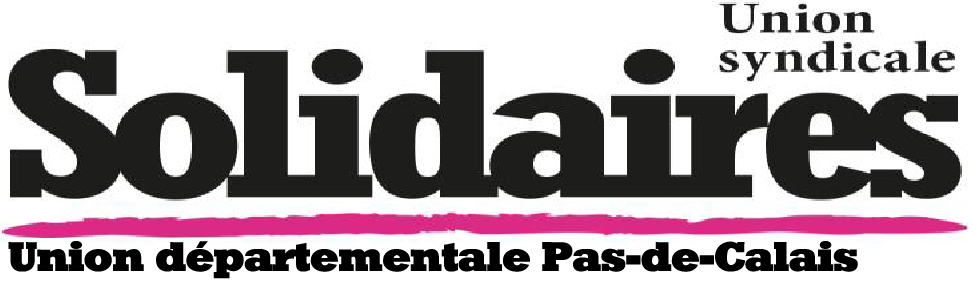 Union
syndicale
Solidaires
Union départementale Pas-de-Calais